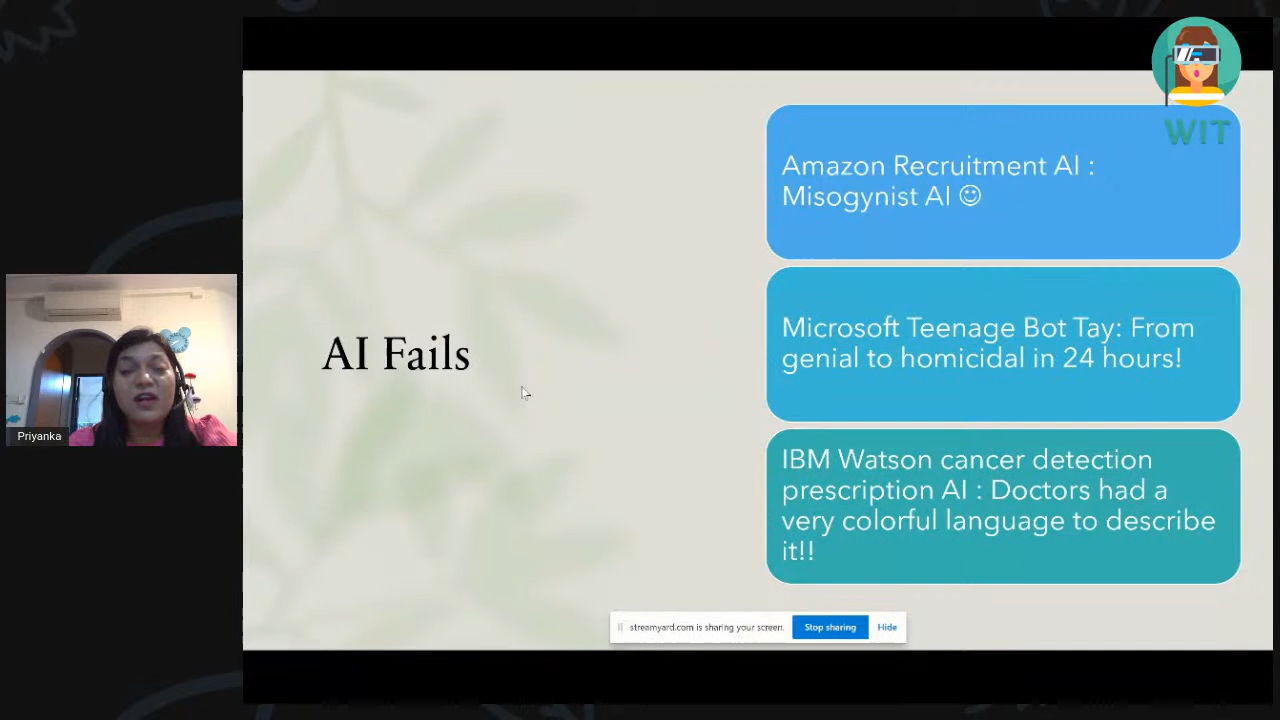 WIT
Amazon Recruitment AI :
Misogynist AI ☺
Microsoft Teenage Bot Tay: From
genial to homicidal in 24 hours!
AI Fails
IBM Watson cancer detection
prescription AI : Doctors had a
very colorful language to describe
it!!
Priyanka
streamyard.com is sharing your screen. Stop sharing Hide